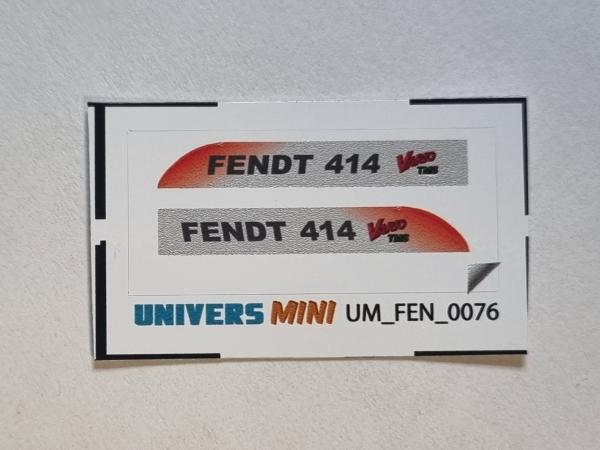 FENDT 414 VARIO TMS
FENDT 414 VARIO TMS
UNIVERS MINI UM_FEN_0076